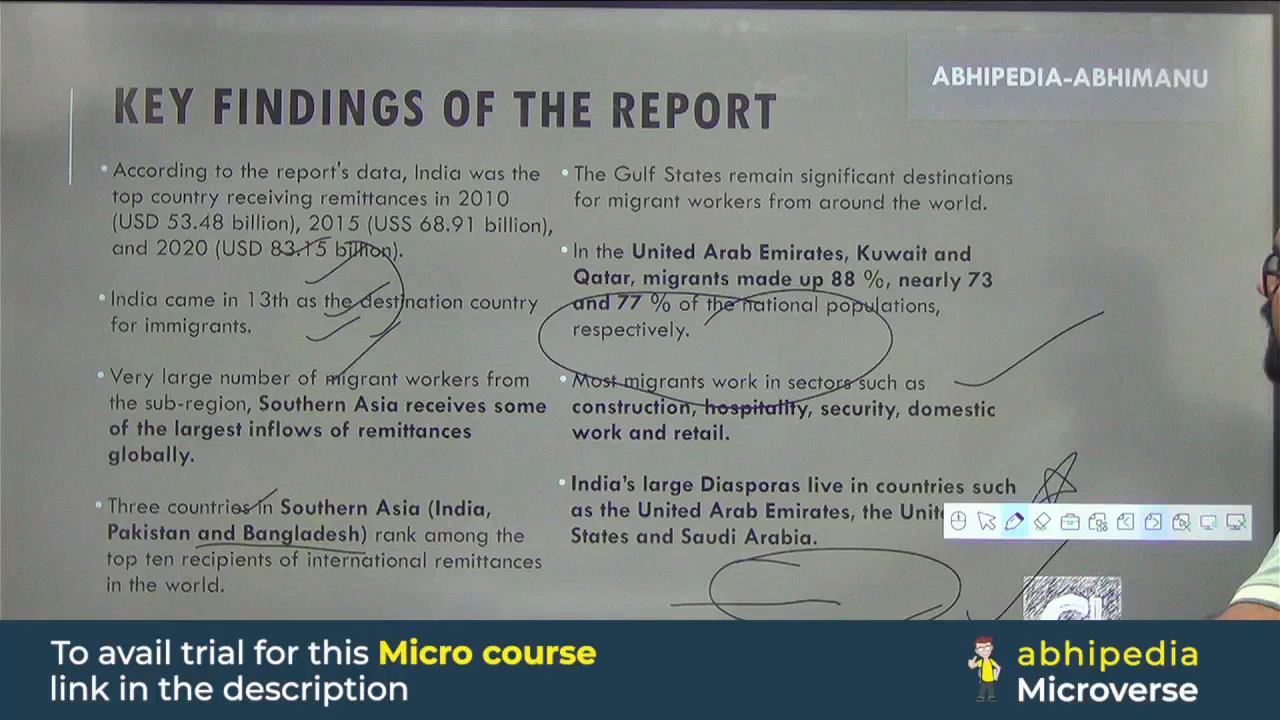 ABHIPEDIA-ABHIMANU
KEY FINDINGS OF THE REPORT
• According to the report's data, India was the
top country receiving remittances in 2010
(USD 53.48 billion), 2015 (USS 68.91 billion),
and 2020 (USD 83.15 billion).
• India came in 13th as the destination country
for immigrants.
• Very large number of migrant workers from
the sub-region, Southern Asia receives some
of the largest inflows of remittances
globally.
• Three countries in Southern Asia (India,
Pakistan and Bangladesh) rank among the
top ten recipients of international remittances
in the world.
• The Gulf States remain significant destinations
for migrant workers from around the world.
• In the United Arab Emirates, Kuwait and
Qatar, migrants made up 88 %, nearly 73
and 77 % of the national populations,
respectively.
• Most migrants work in sectors such as
construction, hospitality, security, domestic
work and retail.
• India's large Diasporas live in countries such
as the United Arab Emirates, the
States and Saudi Arabia.
To avail trial for this Micro course
link in the description
abhipedia
Microverse